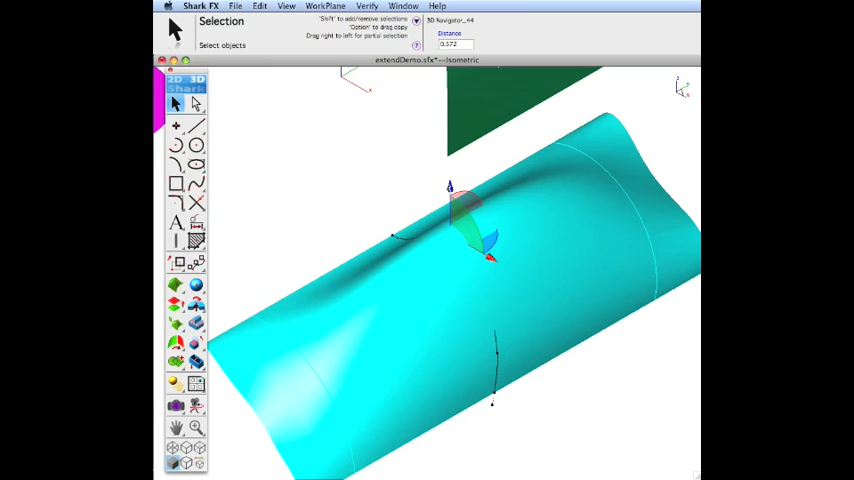 Shark FX File Edit View WorkPlane Verify Window Help
Selection
'Shift' to add/remove selections
'Option' to drag copy
Drag right to left for partial selection
Select objects
3D Navigator_44
Distance
0.372
extendDemo.sfx*--Isometric
2D 3D
Shark
A
x